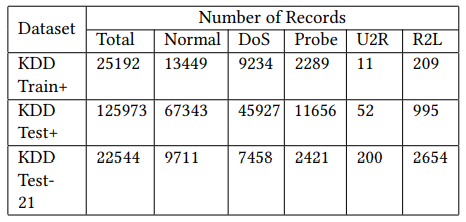 Dataset Number of Records
Total Normal DoS Probe U2R R2L
KDD Train+ 25192 13449 9234 2289 11 209
KDD Test+ 125973 67343 45927 11656 52 995
KDD Test-21 22544 9711 7458 2421 200 2654